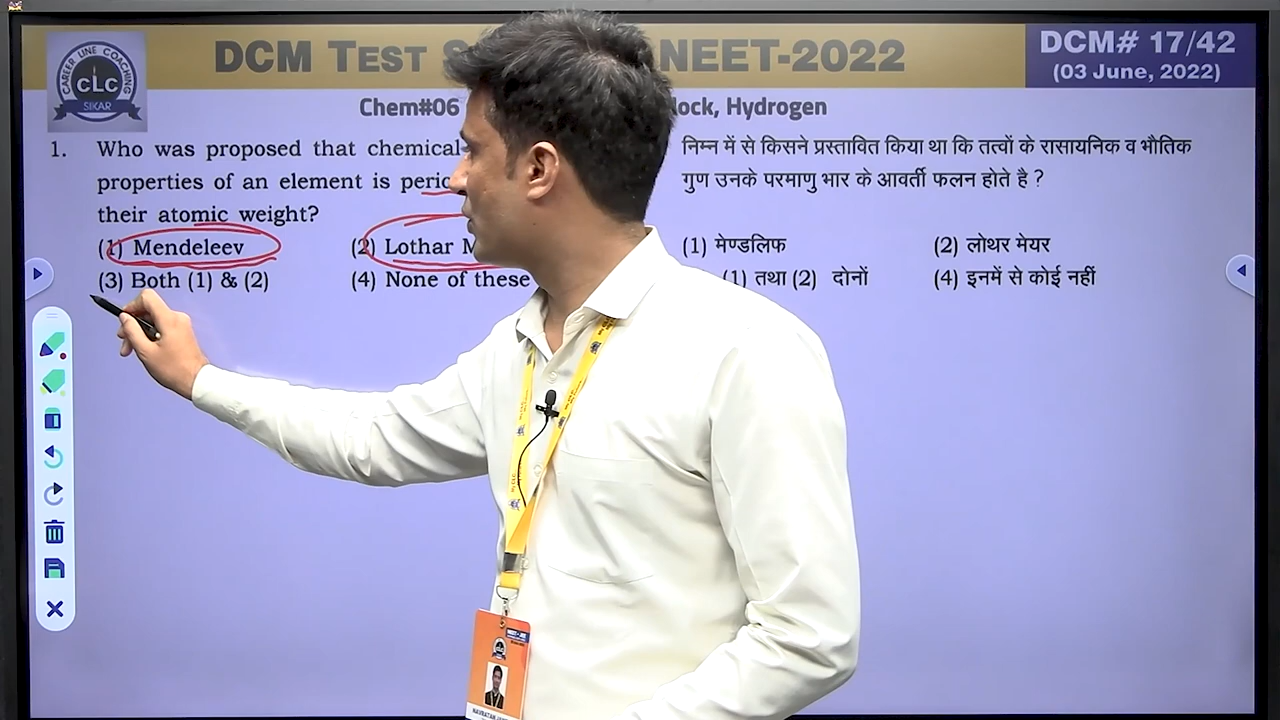 CAREER LINE COACHING
CLC
SIKAR
DCM TEST S NEET-2022
DCM# 17/42
(03 June, 2022)
Chem#06 lock, Hydrogen
1. Who was proposed that chemical
properties of an element is perio
their atomic weight?
(1) Mendeleev (2) Lothar M
(3) Both (1) & (2) (4) None of these
निम्न में से किसने प्रस्तावित किया था कि तत्वों के रासायनिक व भौतिक
गुण उनके परमाणु भार के आवर्ती फलन होते है ?
(1) मेण्डलिफ (2) लोथर मेयर
(1) तथा (2) दोनों (4) इनमें से कोई नहीं